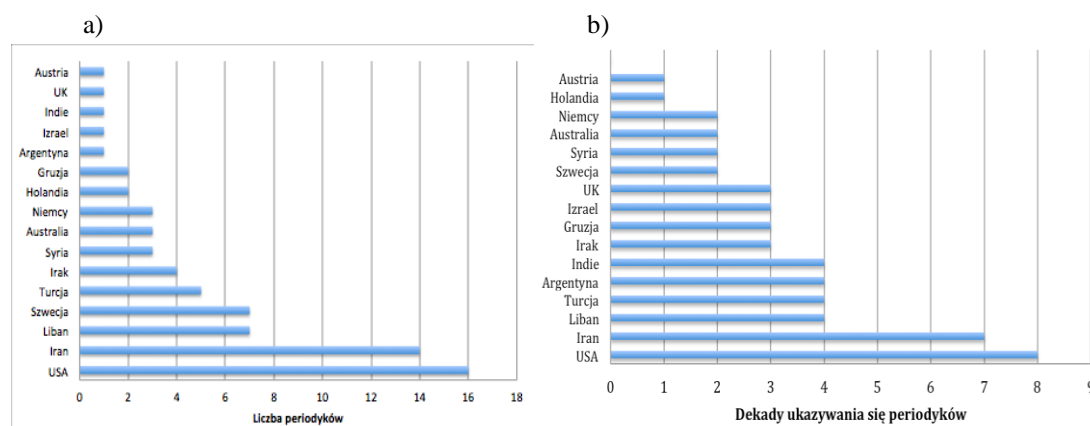 a)
Austria
UK
Indie
Izrael
Argentyna
Gruzja
Holandia
Niemcy
Australia
Syria
Irak
Turcja
Szwecja
Liban
Iran
USA
0 2 4 6 8 10 12 14 16 18
Liczba periodyków
b)
Austria
Holandia
Niemcy
Australia
Syria
Szwecja
UK
Izrael
Gruzja
Irak
Indie
Argentyna
Turcja
Liban
Iran
USA
0 1 2 3 4 5 6 7 8 9
Dekady ukazywania się periodyków